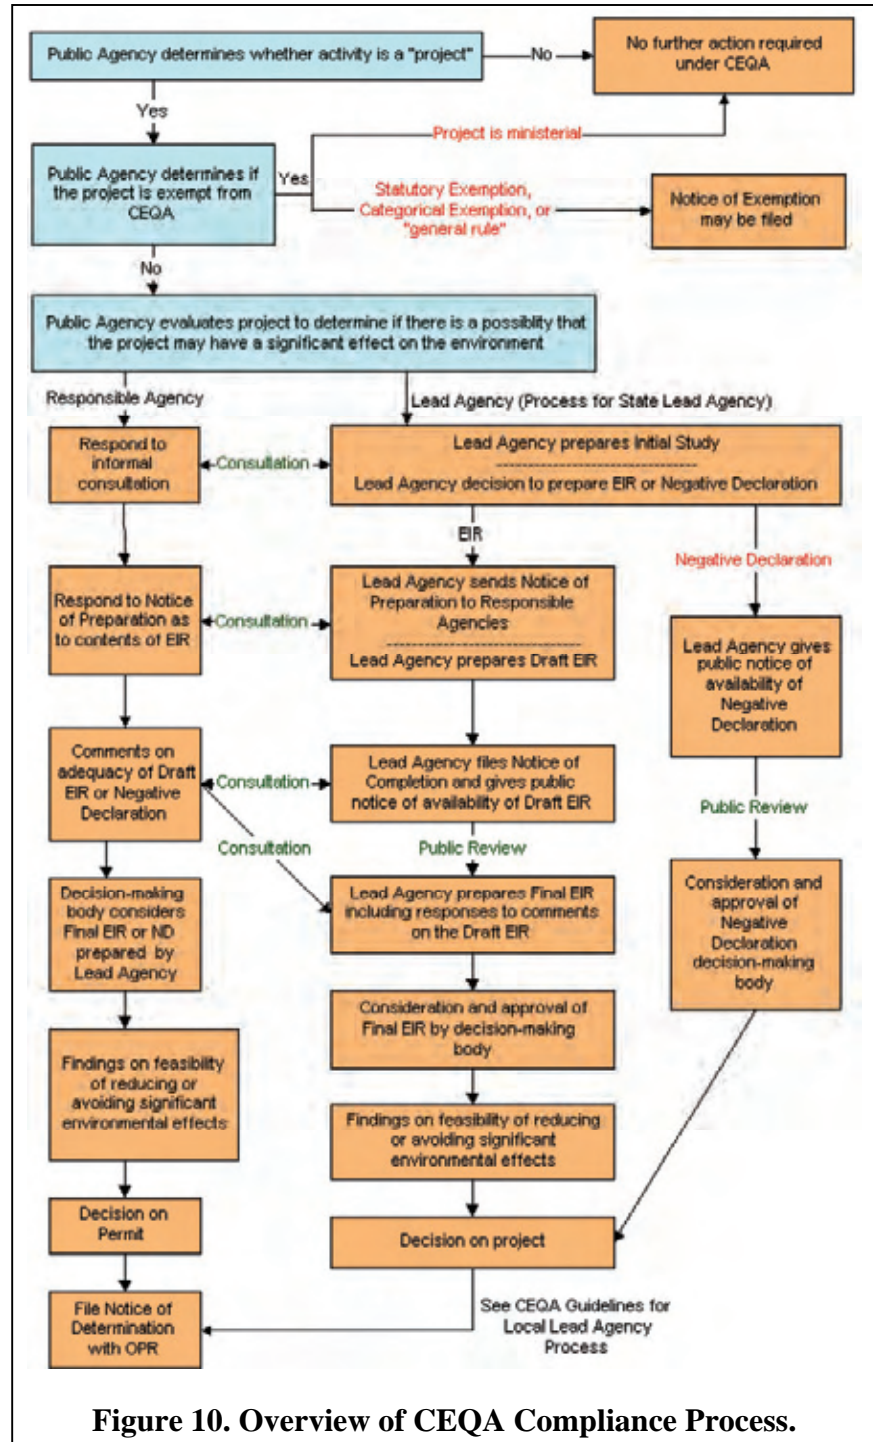 Public Agency determines whether activity is a "project"
No
No further action required
under CEQA
Yes
Project is ministerial
Public Agency determines if
the project is exempt from
CEQA
Yes
Statutory Exemption,
Categorical Exemption, or
"general rule"
Notice of Exemption
may be filed
No
Public Agency evaluates project to determine if there is a possiblity that
the project may have a significant effect on the environment
Responsible Agency
Lead Agency (Process for State Lead Agency)
Respond to
informal
consultation
Consultation
Lead Agency prepares Initial Study
Lead Agency decision to prepare EIR or Negative Declaration
EIR
Negative Declaration
Respond to Notice
of Preparation as
to contents of EIR
Consultation
Lead Agency sends Notice of
Preparation to Responsible
Agencies
Lead Agency prepares Draft EIR
Lead Agency gives
public notice of
availability of
Negative
Declaration
Comments on
adequacy of Draft
EIR or Negative
Declaration
Consultation
Lead Agency files Notice of
Completion and gives public
notice of availability of Draft EIR
Public Review
Consultation
Public Review
Decision-making
body considers
Final EIR or ND
prepared by
Lead Agency
Lead Agency prepares Final EIR
including responses to comments
on the Draft EIR
Consideration and
approval of
Negative
Declaration
decision-making
body
Consideration and approval of
Final EIR by decision-making
body
Findings on feasibility
of reducing or
avoiding significant
environmental effects
Findings on feasibility of reducing
or avoiding significant
environmental effects
Decision on
Permit
Decision on project
File Notice of
Determination
with OPR
See CEQA Guidelines for
Local Lead Agency
Process
Figure 10. Overview of CEQA Compliance Process.